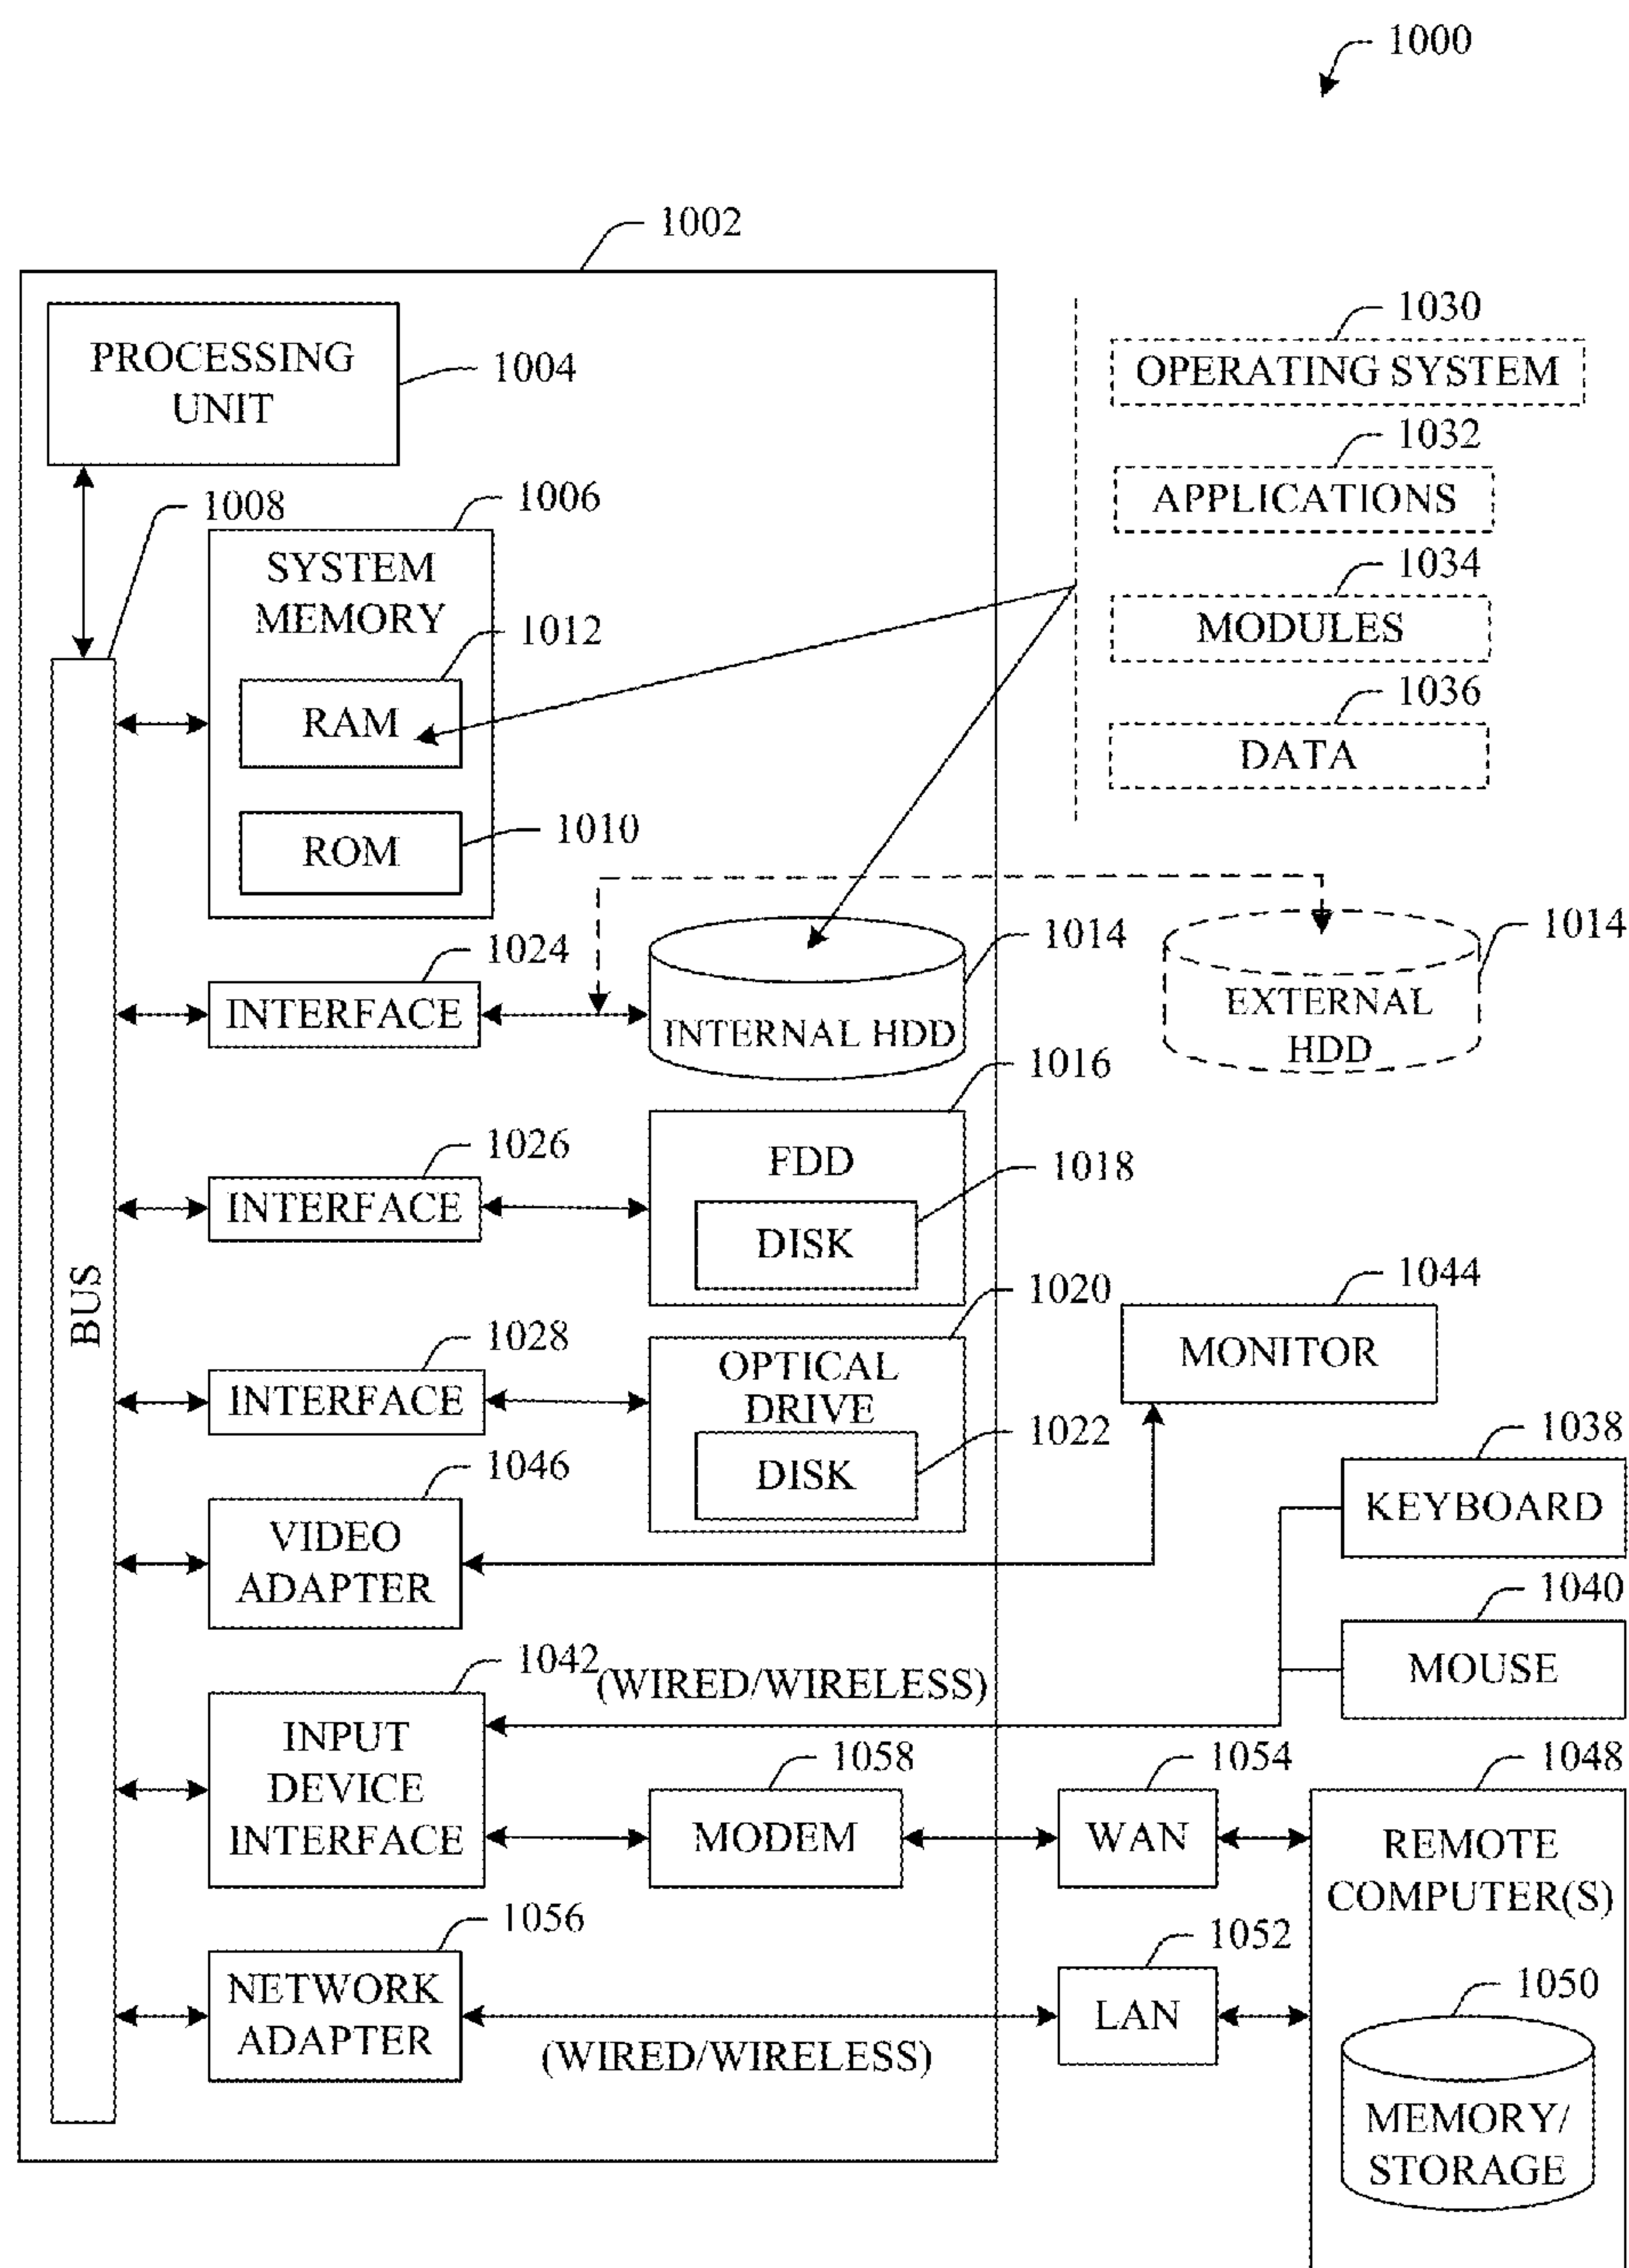 1000
1002
PROCESSING
UNIT
1004
1030
OPERATING SYSTEM
1032
APPLICATIONS
1034
MODULES
1036
DATA
1008
1006
SYSTEM
MEMORY
1012
RAM
1010
ROM
BUS
1024
INTERFACE
1014
INTERNAL HDD
1014
EXTERNAL
HDD
1026
INTERFACE
1016
FDD
1018
DISK
1028
INTERFACE
1020
OPTICAL
DRIVE
1022
DISK
1044
MONITOR
1046
VIDEO
ADAPTER
1038
KEYBOARD
1040
MOUSE
1042
(WIRED/WIRELESS)
INPUT
DEVICE
INTERFACE
1058
MODEM
1054
WAN
1048
REMOTE
COMPUTER(S)
1056
NETWORK
ADAPTER
(WIRED/WIRELESS)
1052
LAN
1050
MEMORY/
STORAGE